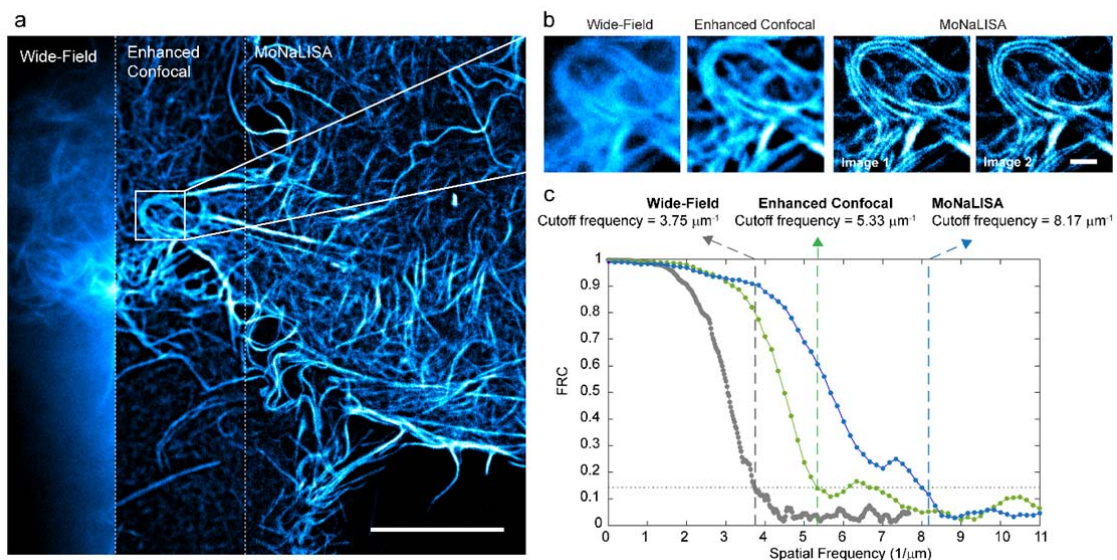 a
Wide-Field
Enhanced
Confocal
MoNaLISA
b
Wide-Field
Enhanced Confocal
MoNaLISA
Image 1
Image 2
c
Wide-Field
Cutoff frequency = 3.75 μm⁻¹
Enhanced Confocal
Cutoff frequency = 5.33 μm⁻¹
MoNaLISA
Cutoff frequency = 8.17 μm⁻¹
1
0.9
0.8
0.7
0.6
0.5
0.4
0.3
0.2
0.1
0
FRC
0 1 2 3 4 5 6 7 8 9 10 11
Spatial Frequency (1/μm)